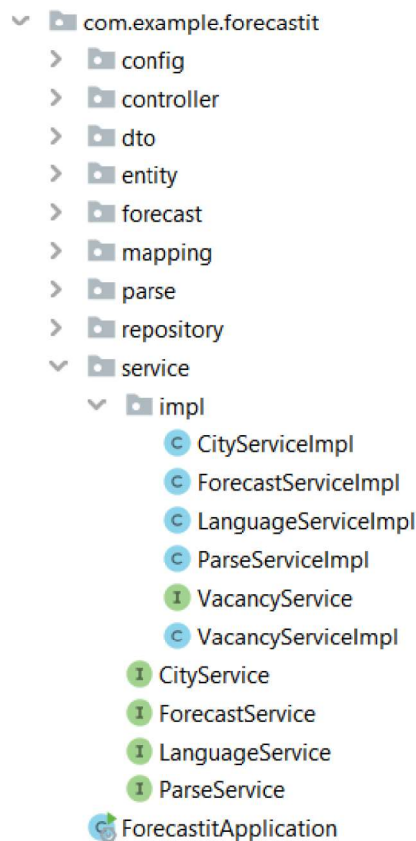 com.example.forecastit
config
controller
dto
entity
forecast
mapping
parse
repository
service
impl
C CityServiceImpl
C ForecastServiceImpl
C LanguageServiceImpl
C ParseServiceImpl
I VacancyService
C VacancyServiceImpl
I CityService
I ForecastService
I LanguageService
I ParseService
C ForecastitApplication